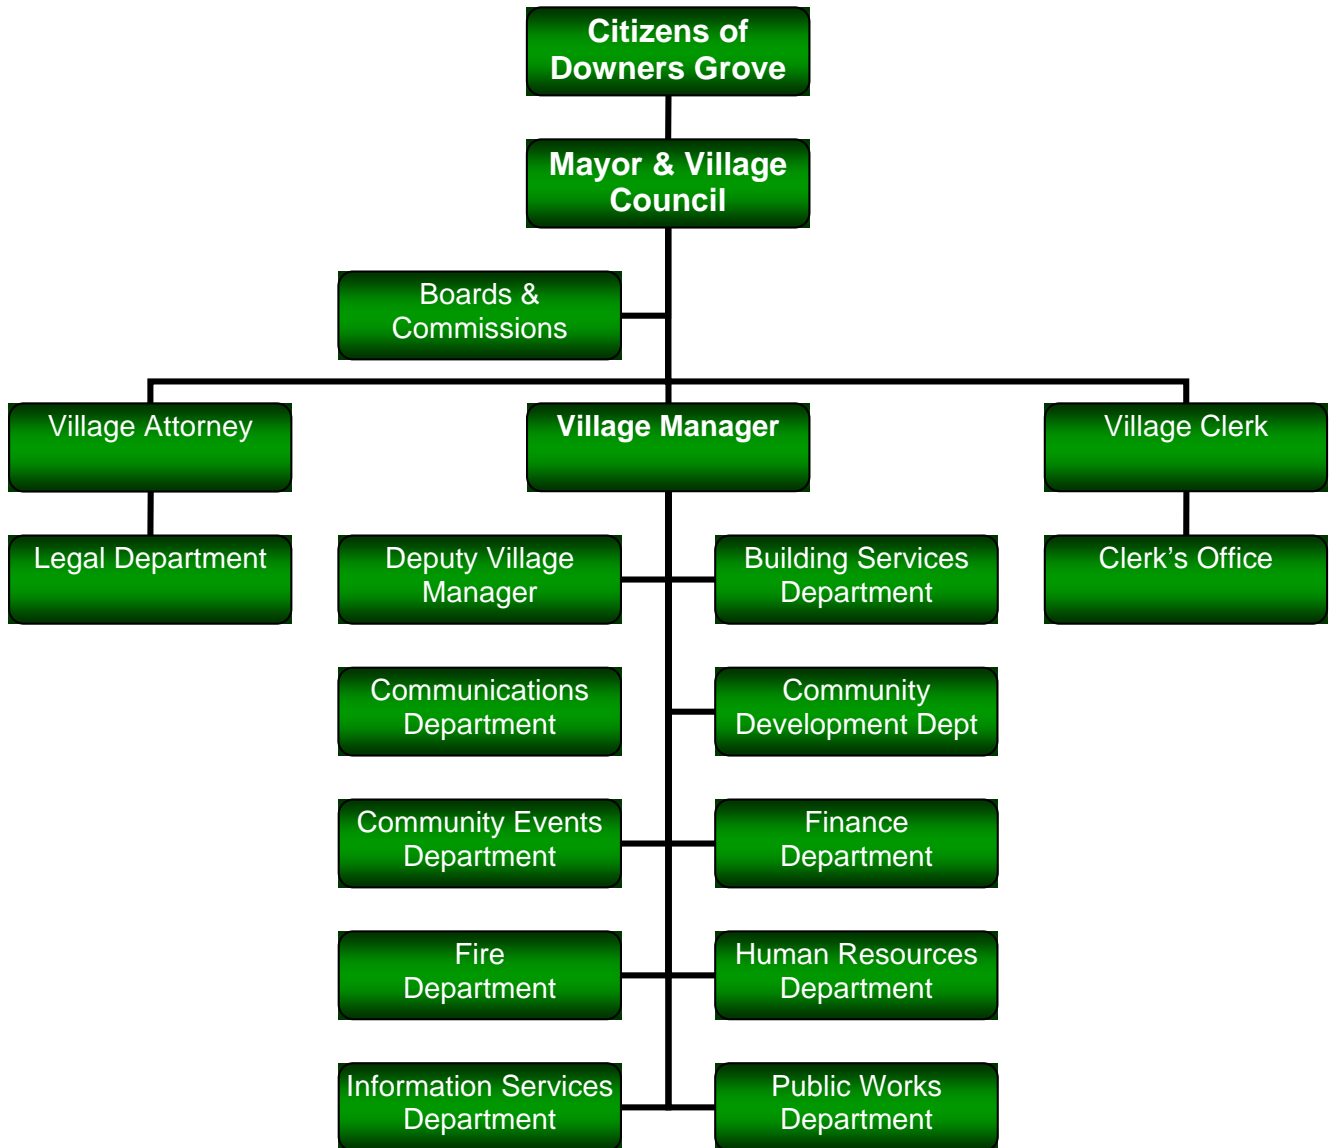 Citizens of
Downers Grove
Mayor & Village
Council
Boards &
Commissions
Village Attorney
Village Manager
Village Clerk
Legal Department
Deputy Village
Manager
Building Services
Department
Clerk’s Office
Communications
Department
Community
Development Dept
Community Events
Department
Finance
Department
Fire
Department
Human Resources
Department
Information Services
Department
Public Works
Department